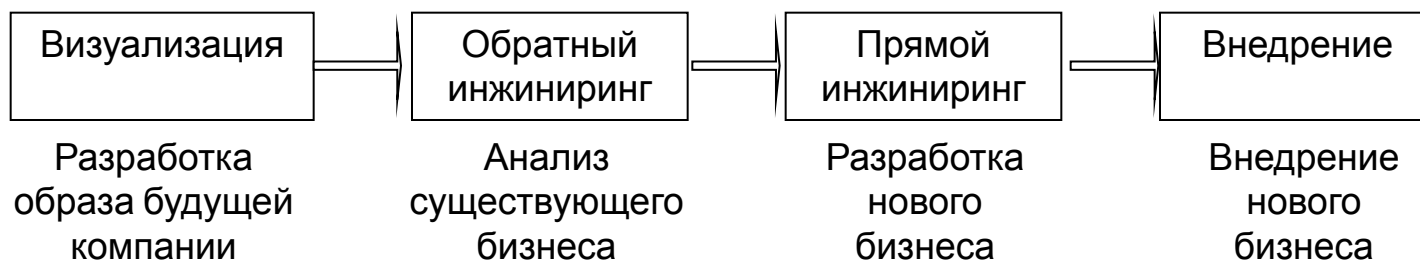 Визуализация
Обратный
инжиниринг
Прямой
инжиниринг
Внедрение
Разработка
образа будущей
компании
Анализ
существующего
бизнеса
Разработка
нового
бизнеса
Внедрение
нового
бизнеса